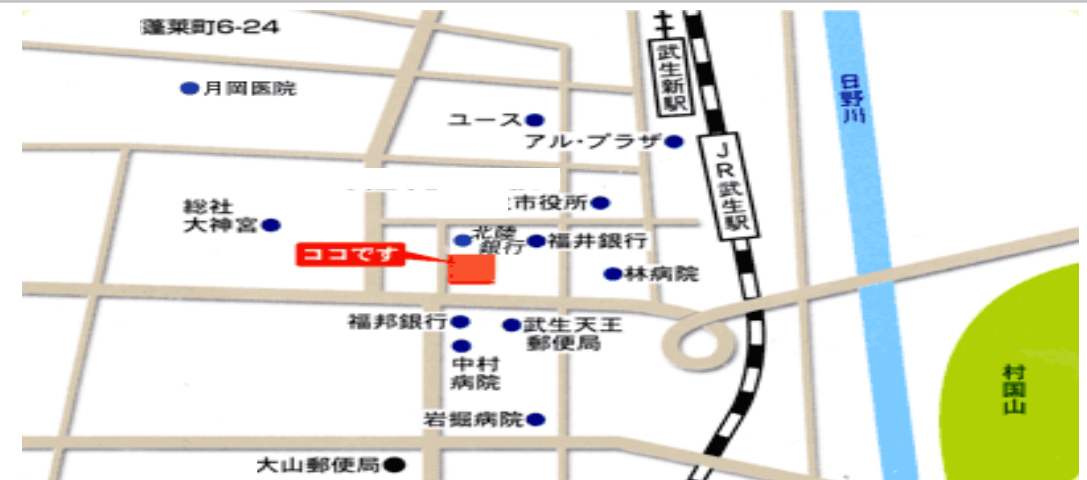 蓬莱町6-24
月岡医院
武生新駅
日野川
ユース
アル・プラザ
JR武生駅
市役所
総社
大神宮
北陸
銀行
福井銀行
ココです
林病院
福邦銀行
武生天王
郵便局
中村
病院
村国山
岩掘病院
大山郵便局